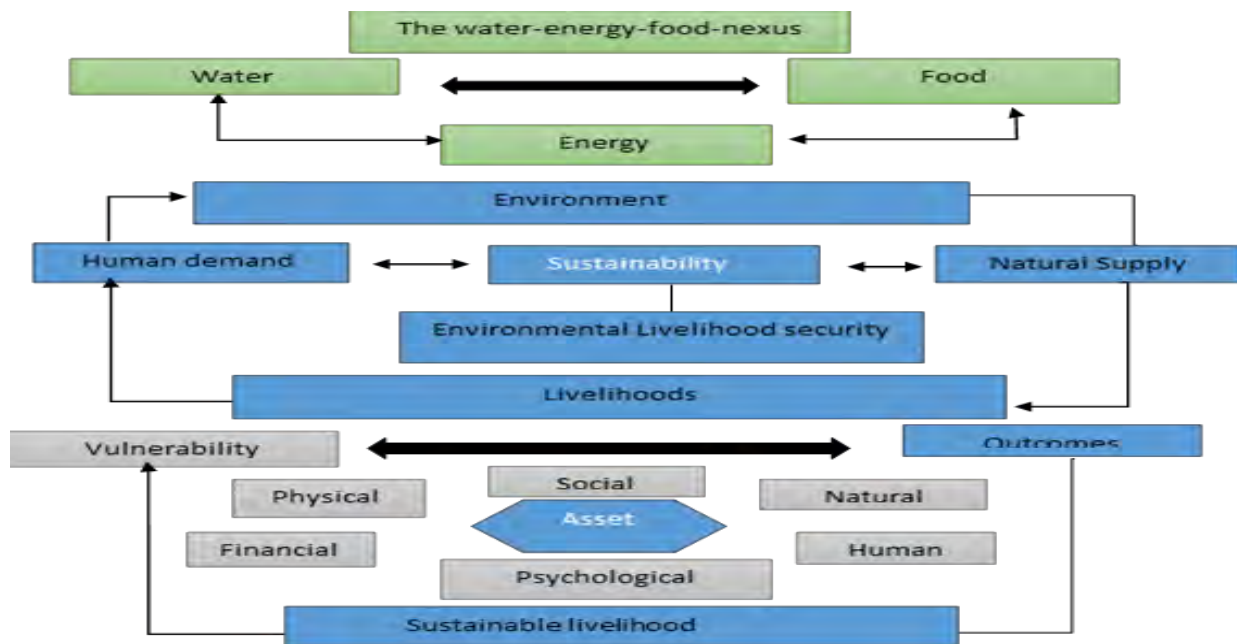 The water-energy-food-nexus
Water
Food
Energy
Environment
Human demand
Sustainability
Natural Supply
Environmental Livelihood security
Livelihoods
Vulnerability
Outcomes
Social
Physical
Natural
Asset
Financial
Human
Psychological
Sustainable livelihood